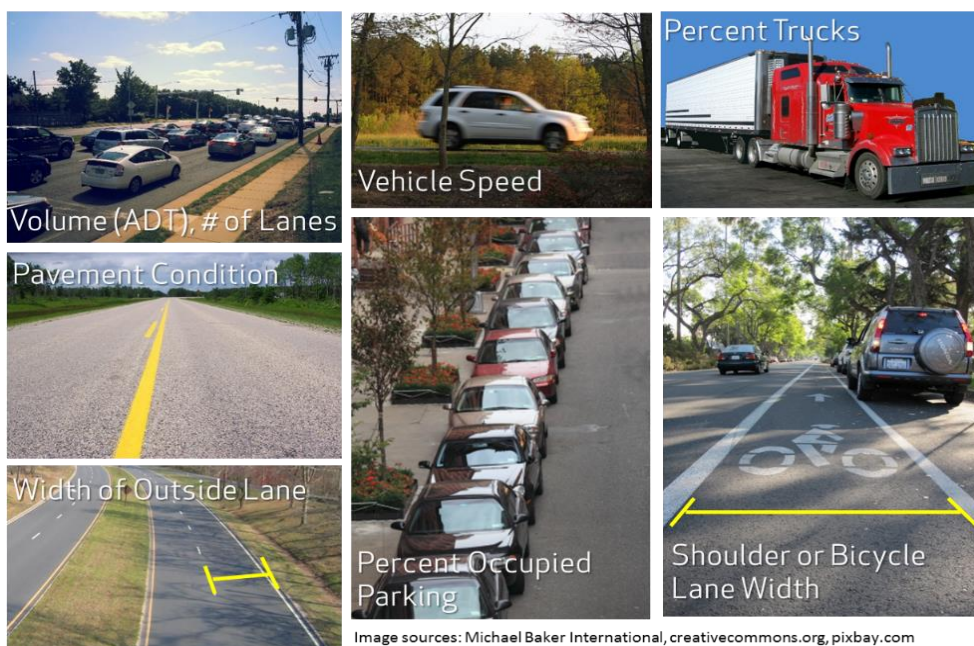 Volume (ADT), # of Lanes
Vehicle Speed
Percent Trucks
Pavement Condition
Width of Outside Lane
Percent Occupied
Parking
Shoulder or Bicycle
Lane Width
Image sources: Michael Baker International, creativecommons.org, pixbay.com